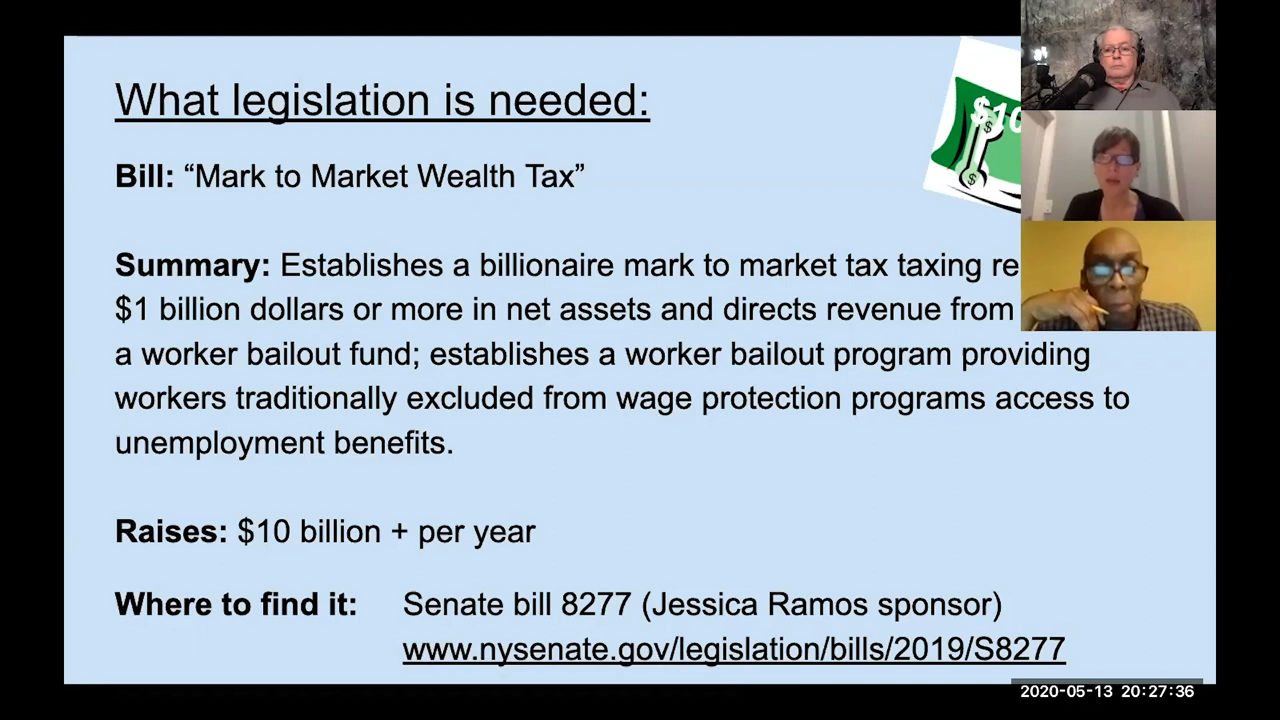 What legislation is needed:
$10
$
$
Bill: “Mark to Market Wealth Tax”
Summary: Establishes a billionaire mark to market tax taxing
$1 billion dollars or more in net assets and directs revenue from
a worker bailout fund; establishes a worker bailout program providing
workers traditionally excluded from wage protection programs access to
unemployment benefits.
Raises: $10 billion + per year
Where to find it: Senate bill 8277 (Jessica Ramos sponsor)
www.nysenate.gov/legislation/bills/2019/S8277
2020-05-13 20:27:36